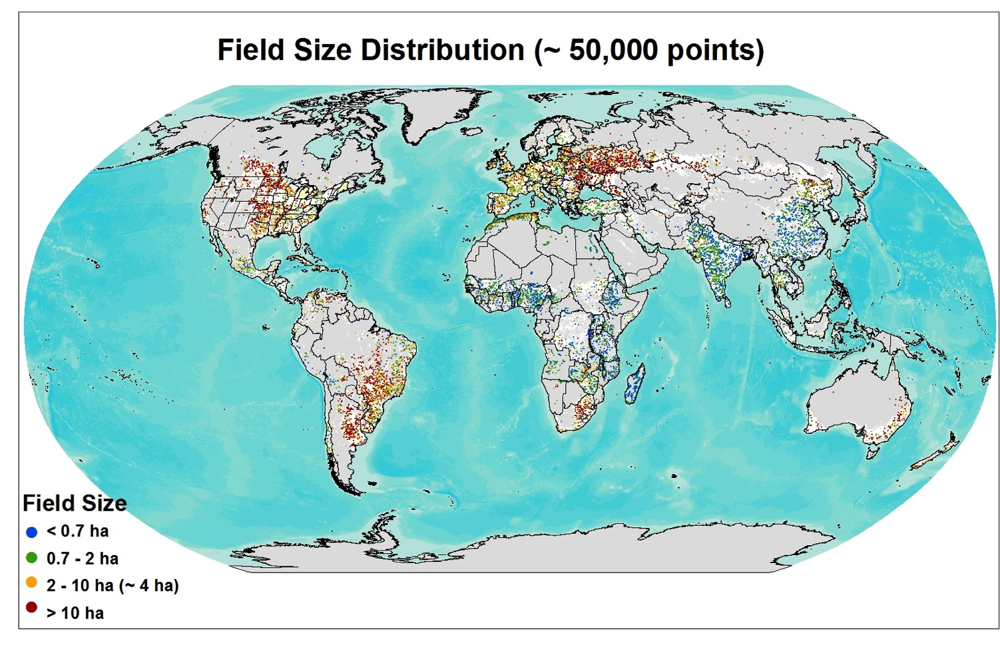 Field Size Distribution (~ 50,000 points)
Field Size
< 0.7 ha
0.7 - 2 ha
2 - 10 ha (~ 4 ha)
> 10 ha